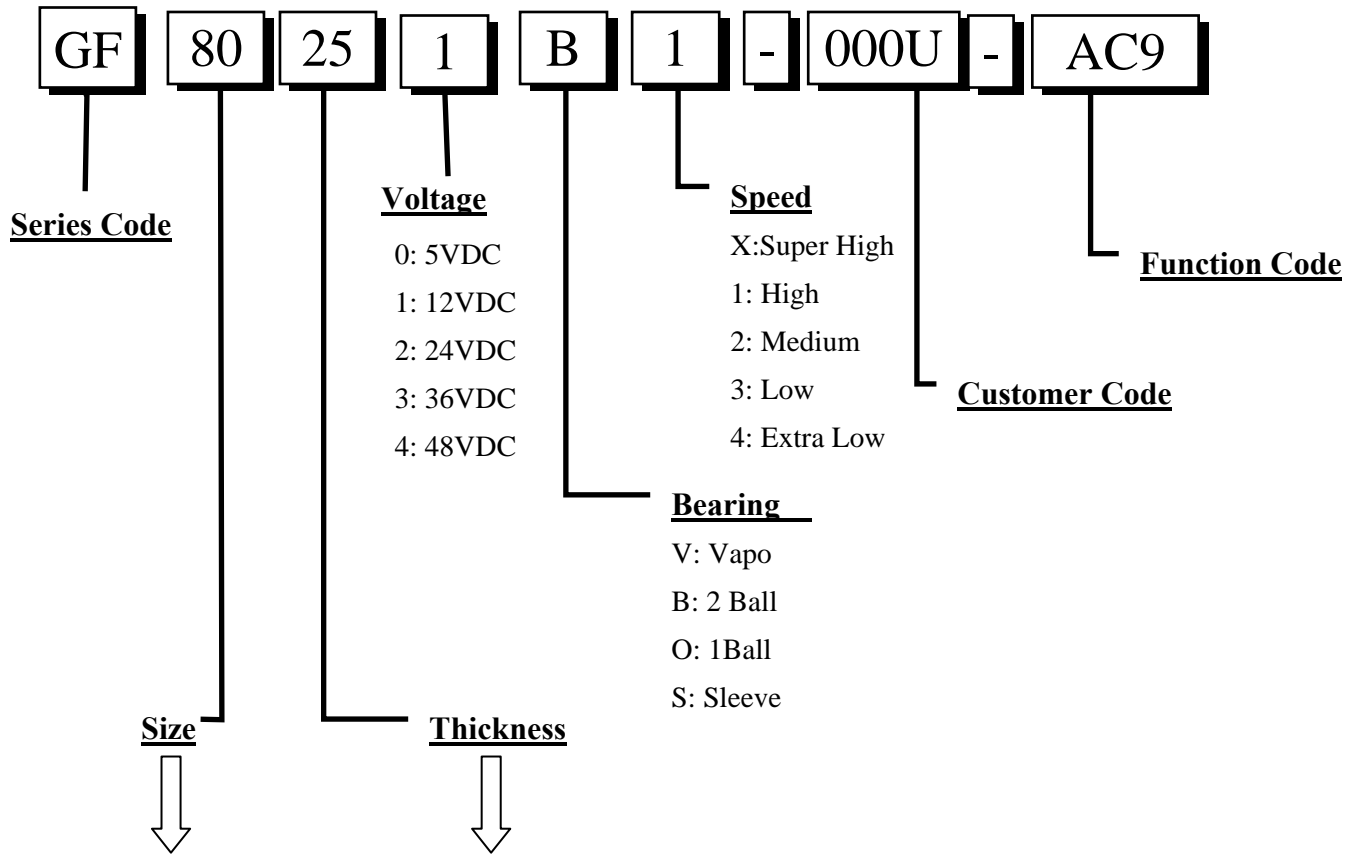 GF 80 25 1 B 1 - 000U - AC9
Series Code
Voltage
0: 5VDC
1: 12VDC
2: 24VDC
3: 36VDC
4: 48VDC
Speed
X:Super High
1: High
2: Medium
3: Low
4: Extra Low
Function Code
Customer Code
Bearing
V: Vapo
B: 2 Ball
O: 1Ball
S: Sleeve
Size
Thickness